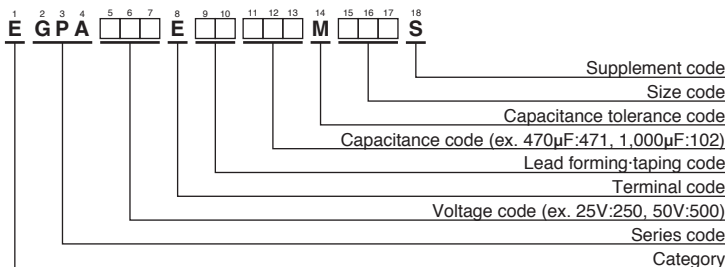 1 2 3 4 5 6 7 8 9 10 11 12 13 14 15 16 17 18
E G P A E M S
Supplement code
Size code
Capacitance tolerance code
Capacitance code (ex. 470µF:471, 1,000µF:102)
Lead forming·taping code
Terminal code
Voltage code (ex. 25V:250, 50V:500)
Series code
Category